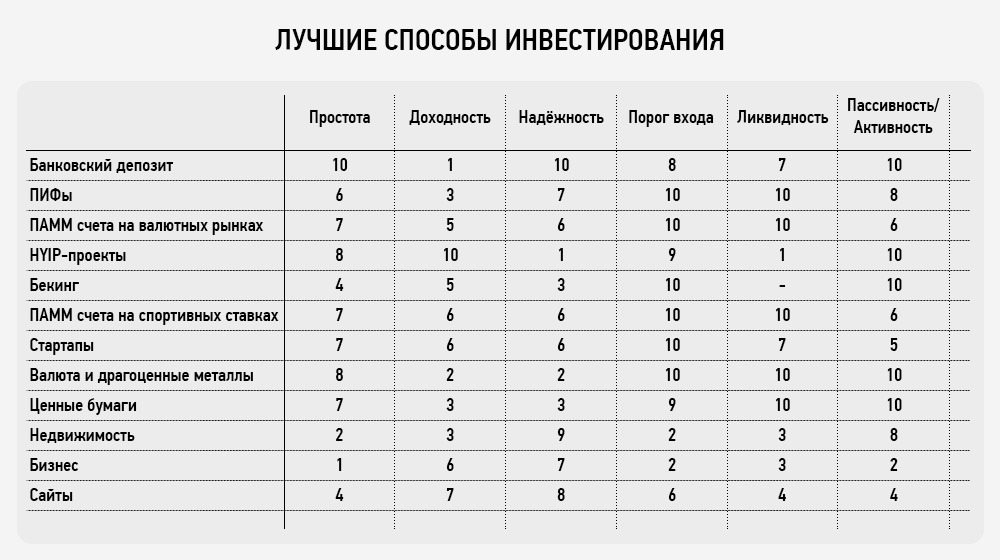 ЛУЧШИЕ СПОСОБЫ ИНВЕСТИРОВАНИЯ
Простота Доходность Надёжность Порог входа Ликвидность Пассивность/
Активность
Банковский депозит 10 1 10 8 7 10
ПИФы 6 3 7 10 10 8
ПАММ счета на валютных рынках 7 5 6 10 10 6
HYIP-проекты 8 10 1 9 1 10
Бекинг 4 5 3 10 - 10
ПАММ счета на спортивных ставках 7 6 6 10 10 6
Стартапы 7 6 6 10 7 5
Валюта и драгоценные металлы 8 2 2 10 10 10
Ценные бумаги 7 3 3 9 10 10
Недвижимость 2 3 9 2 3 8
Бизнес 1 6 7 2 3 2
Сайты 4 7 8 6 4 4